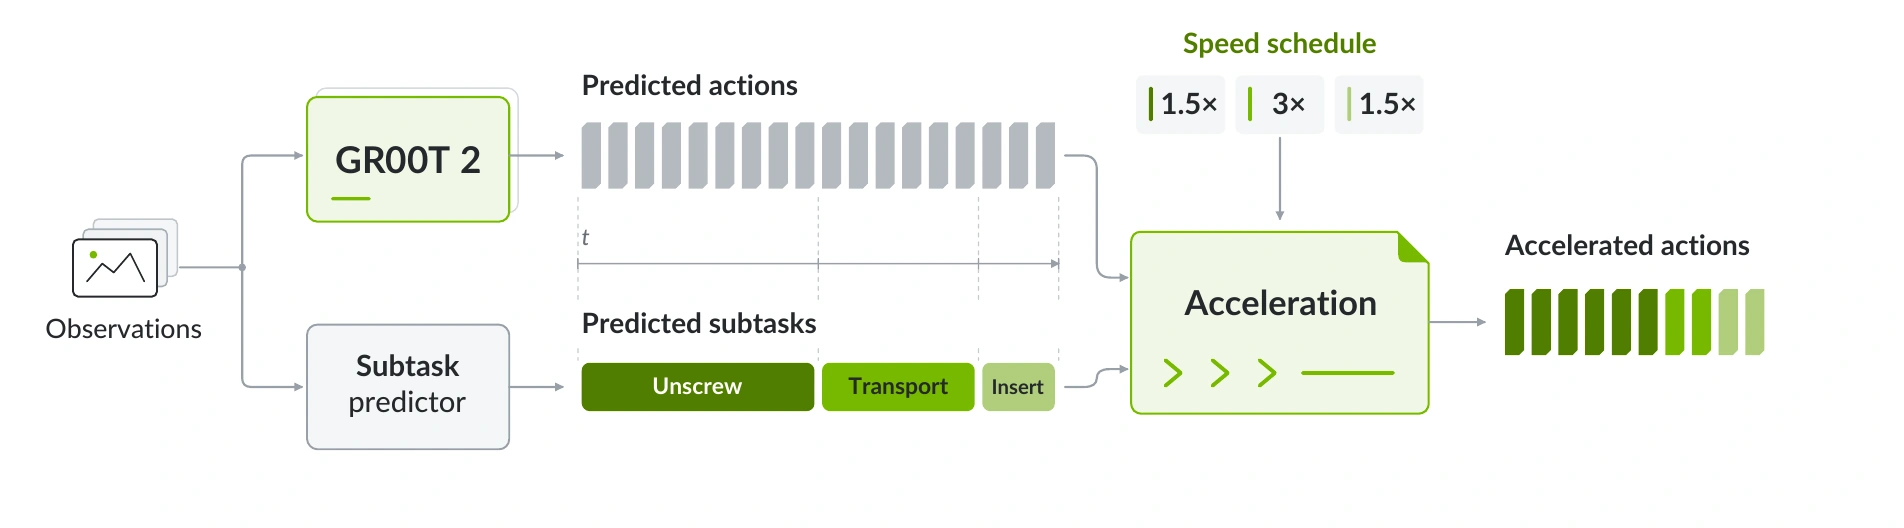 Speed schedule
1.5×
3×
1.5×
Predicted actions
GR00T 2
t
Observations
Predicted subtasks
Subtask
predictor
Unscrew
Transport
Insert
Acceleration
Accelerated actions